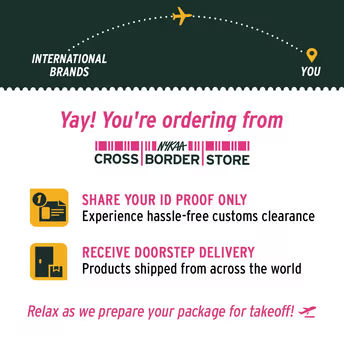 INTERNATIONAL
BRANDS
YOU
Yay! You're ordering from
NYKAA
CROSS BORDER STORE
1
SHARE YOUR ID PROOF ONLY
Experience hassle-free customs clearance
RECEIVE DOORSTEP DELIVERY
Products shipped from across the world
Relax as we prepare your package for takeoff!